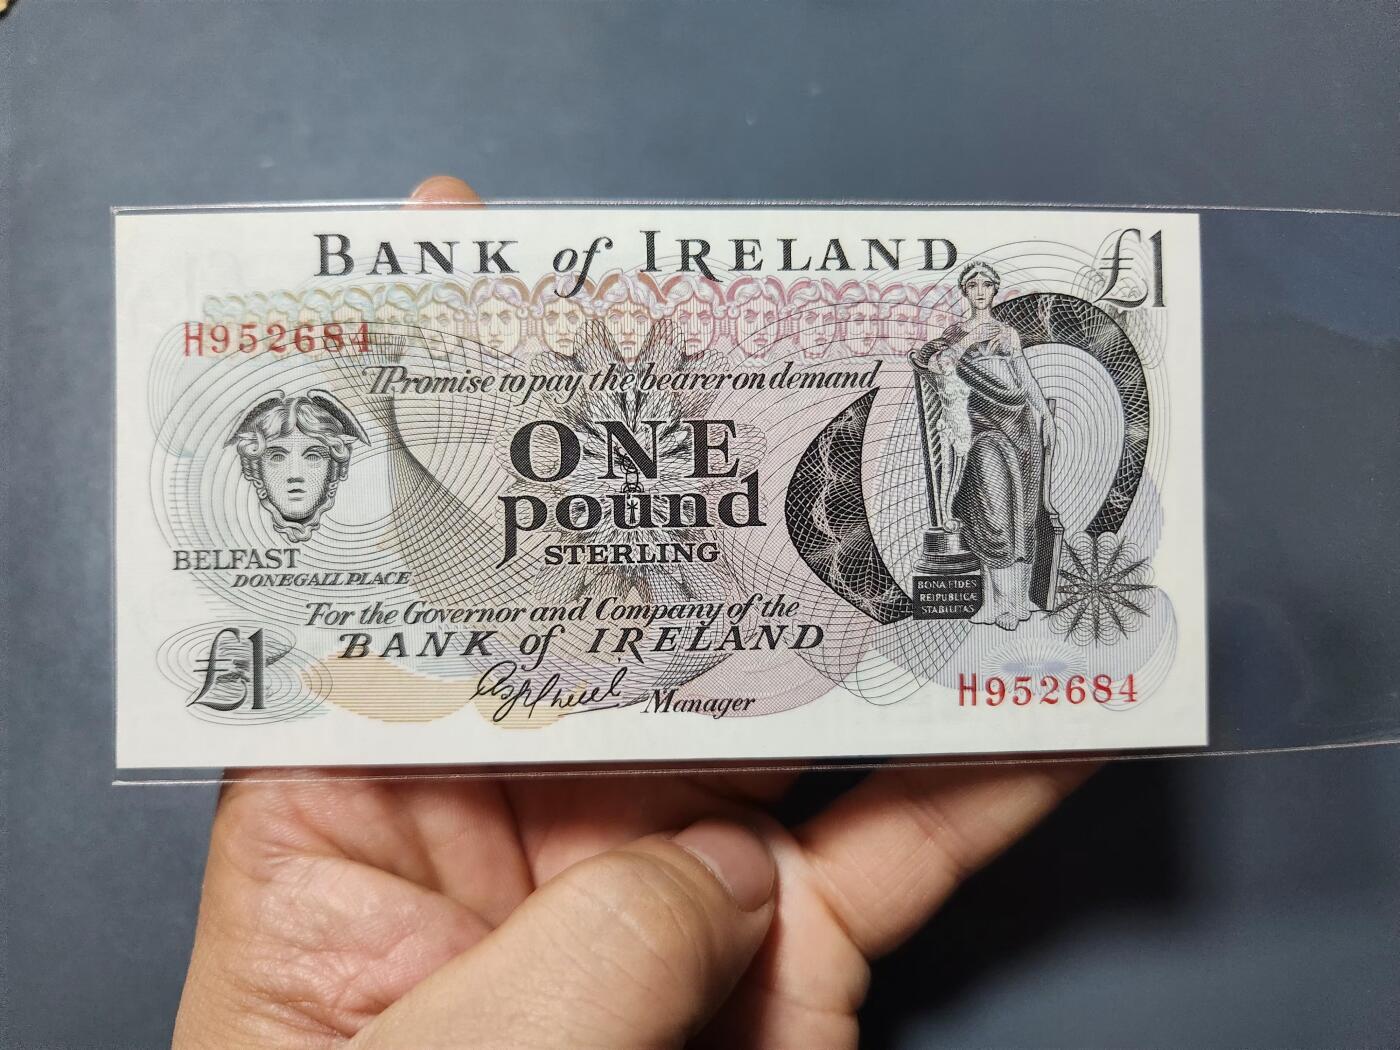 BANK of IRELAND
£1
H952684
I Promise to pay the bearer on demand
ONE
pound
STERLING
BELFAST
DONEGALL PLACE
BONA FIDES
REIPUBLICÆ
STABILITAS
For the Governor and Company of the
BANK of IRELAND
£1
Manager
H952684